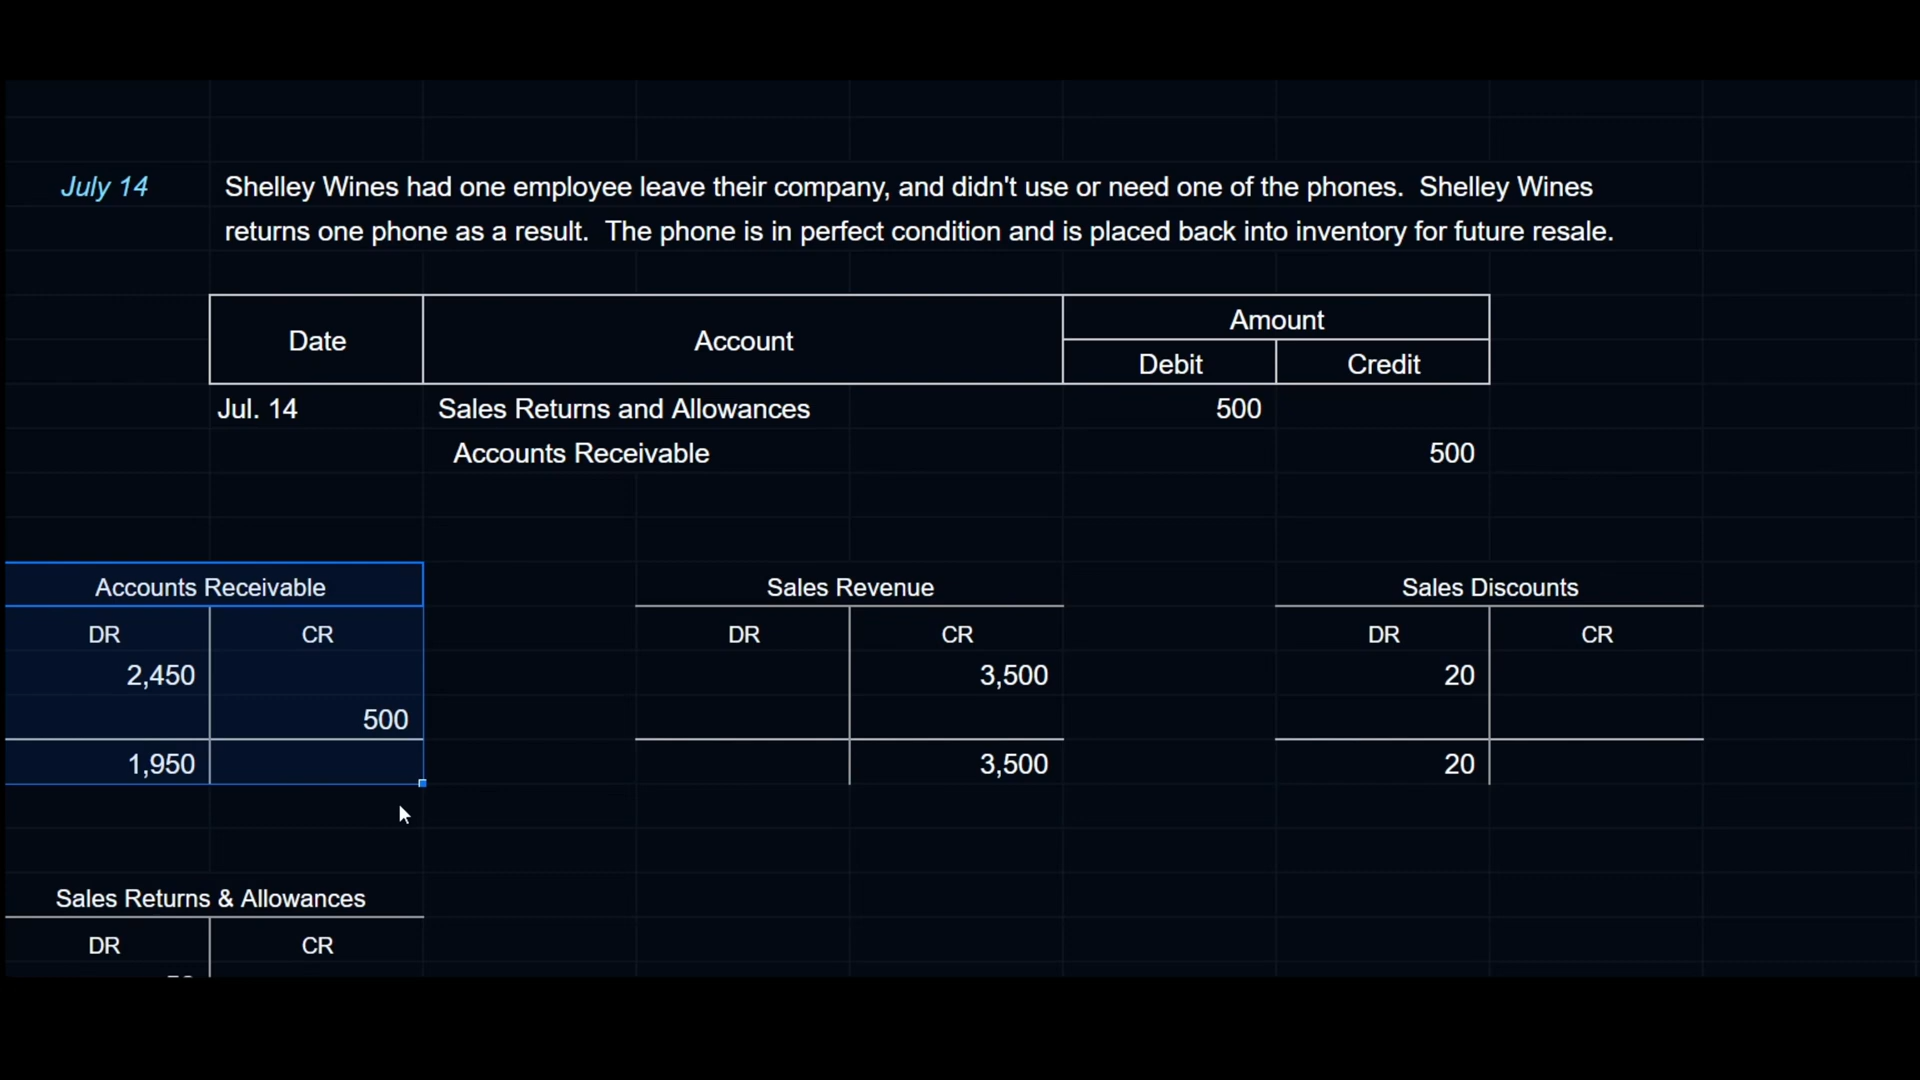 July 14 Shelley Wines had one employee leave their company, and didn't use or need one of the phones. Shelley Wines
returns one phone as a result. The phone is in perfect condition and is placed back into inventory for future resale.
Date Account Amount
Debit Credit
Jul. 14 Sales Returns and Allowances 500
Accounts Receivable 500
Accounts Receivable Sales Revenue Sales Discounts
DR CR DR CR DR CR
2,450 3,500 20
500
1,950 3,500 20
Sales Returns & Allowances
DR CR